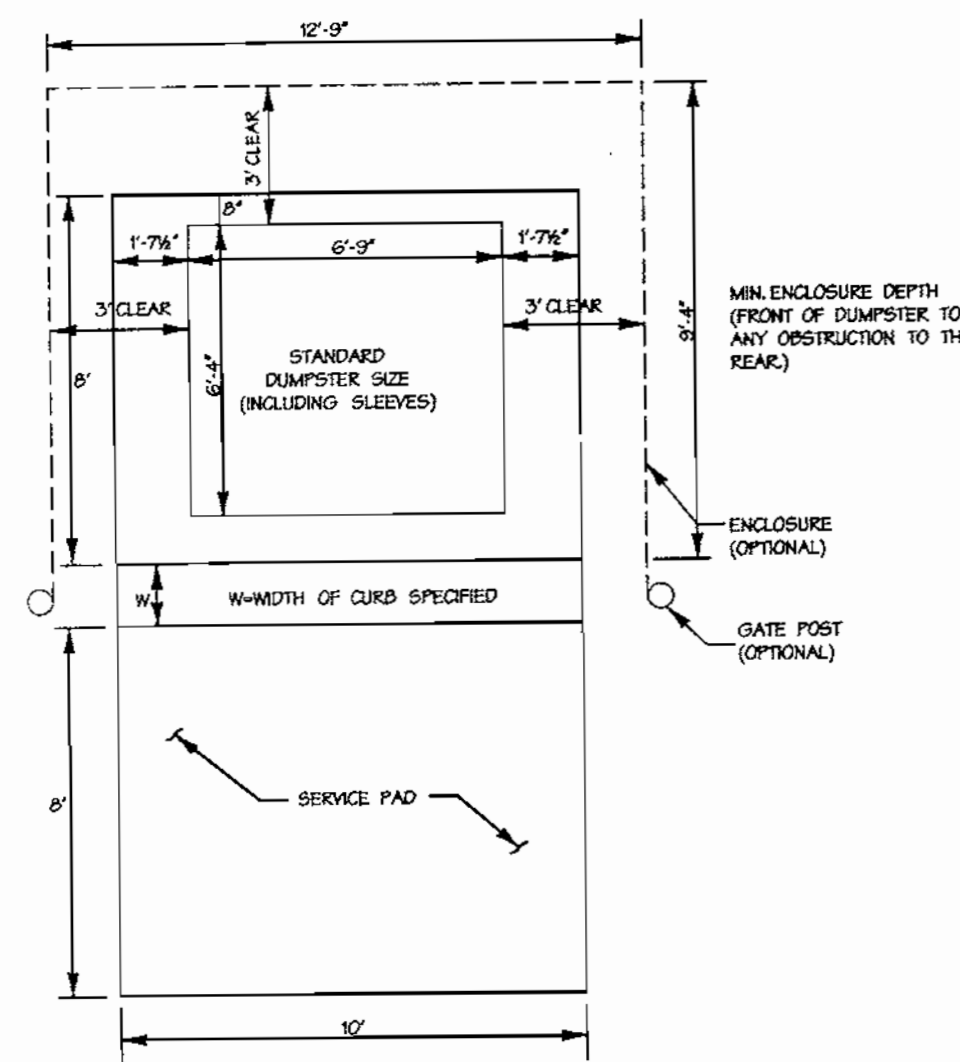 12'-9"
3' CLEAR
8"
1'-7½"
6'-9"
1'-7½"
3' CLEAR
3' CLEAR
8'
6'-4"
STANDARD
DUMPSTER SIZE
(INCLUDING SLEEVES)
9'-4"
MIN. ENCLOSURE DEPTH
(FRONT OF DUMPSTER TO
ANY OBSTRUCTION TO TH
REAR.)
ENCLOSURE
(OPTIONAL)
W
W=WIDTH OF CURB SPECIFIED
GATE POST
(OPTIONAL)
8'
SERVICE PAD
10'